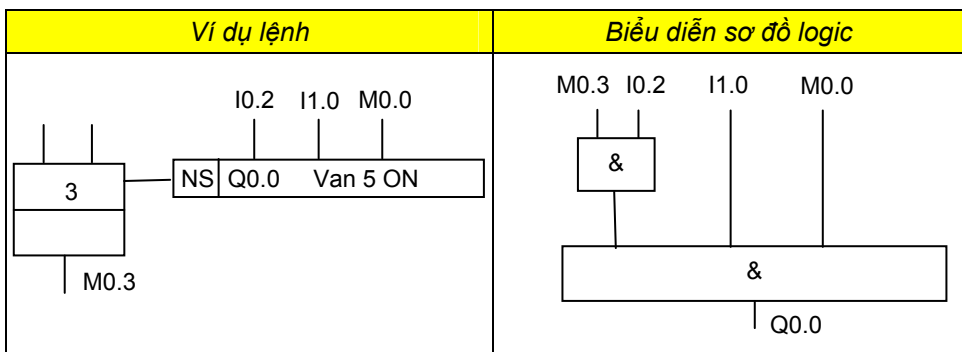 Ví dụ lệnh
Biểu diễn sơ đồ logic
I0.2 I1.0 M0.0
NS Q0.0 Van 5 ON
3
M0.3
M0.3 I0.2 I1.0 M0.0
&
&
Q0.0